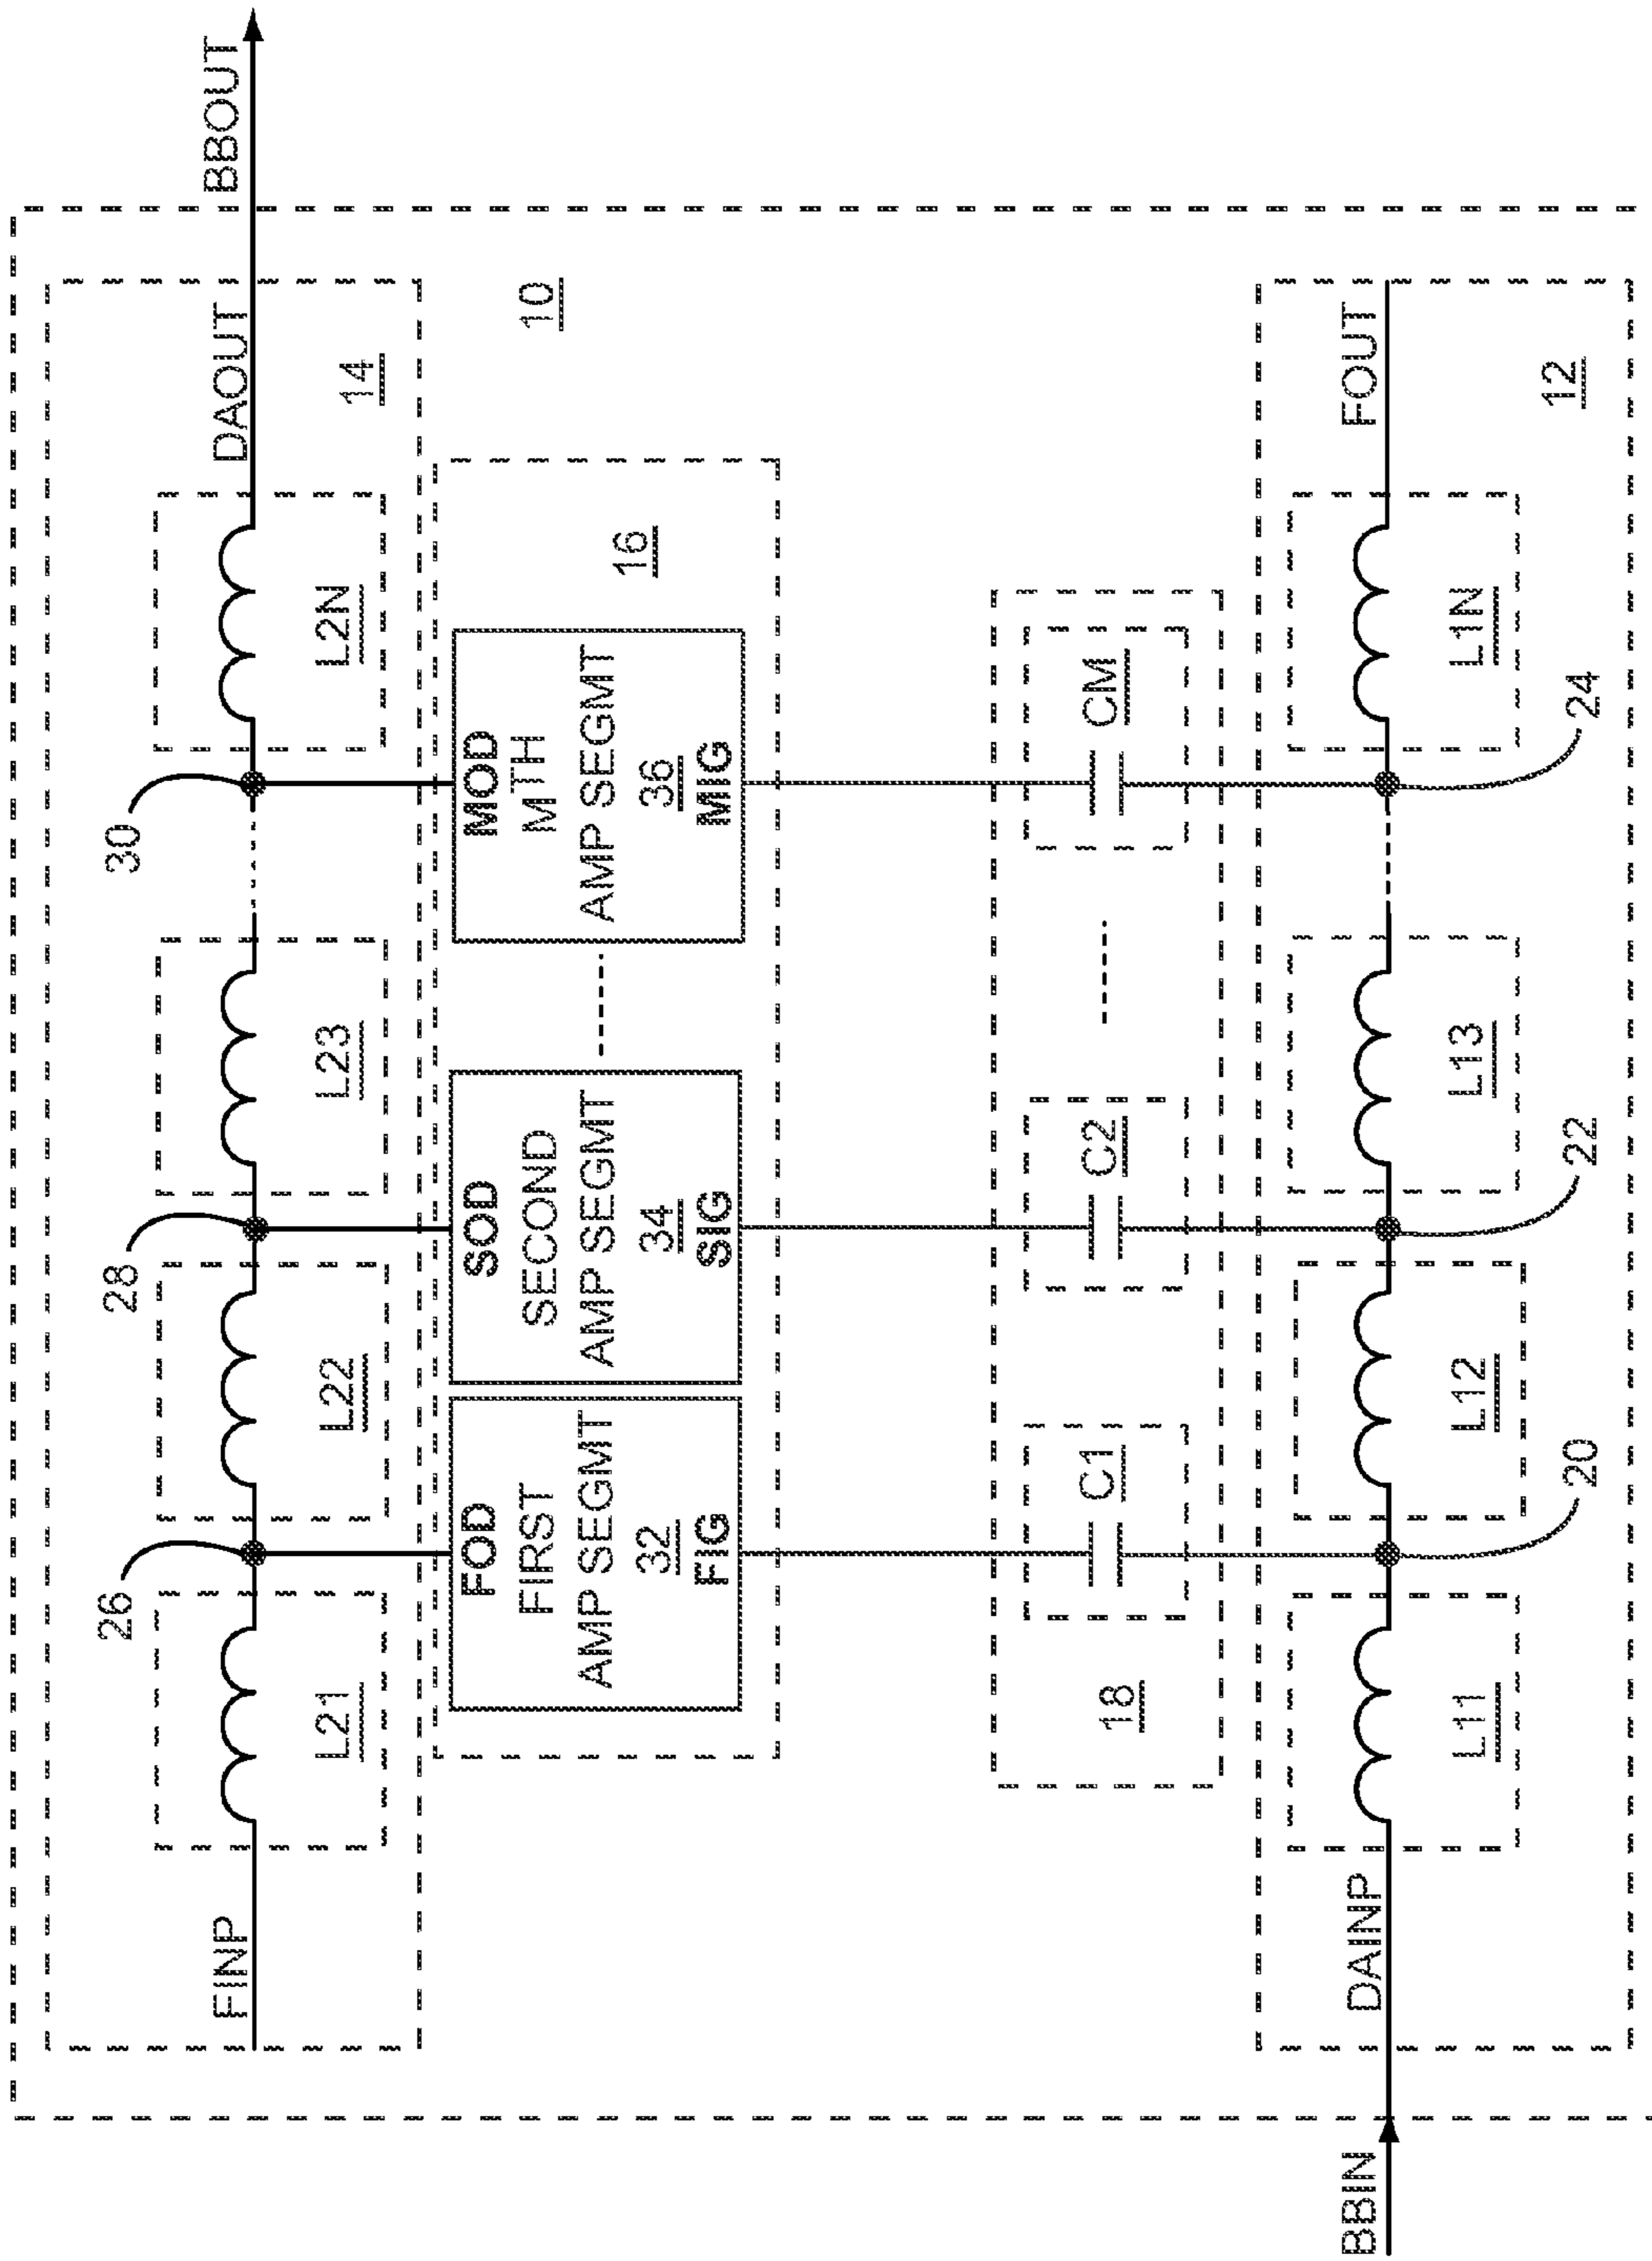 BBOUT
DAOUT
FINP
14
10
L21
L22
L23
L2N
26
28
30
16
FOD
FIRST
AMP SEGMT
32
FIG
SOD
SECOND
AMP SEGMT
34
SIG
MOD
MTH
AMP SEGMT
36
MIG
18
C1
C2
CM
BBIN
DAINP
FOUT
12
L11
L12
L13
L1N
20
22
24